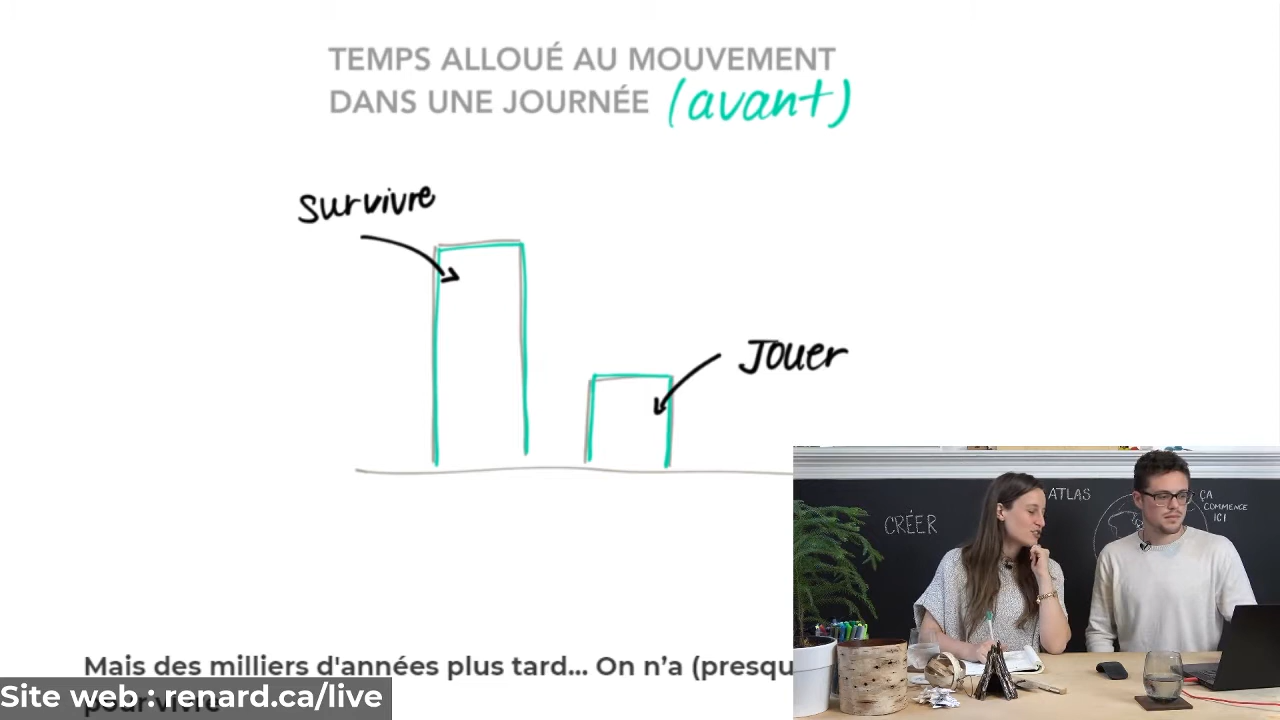 TEMPS ALLOUÉ AU MOUVEMENT
DANS UNE JOURNÉE (avant)
survivre
Jouer
ATLAS
CRÉER
ÇA
COMMENCE
ICI
Mais des milliers d'années plus tard... On n'a (presqu
Site web : renard.ca/live